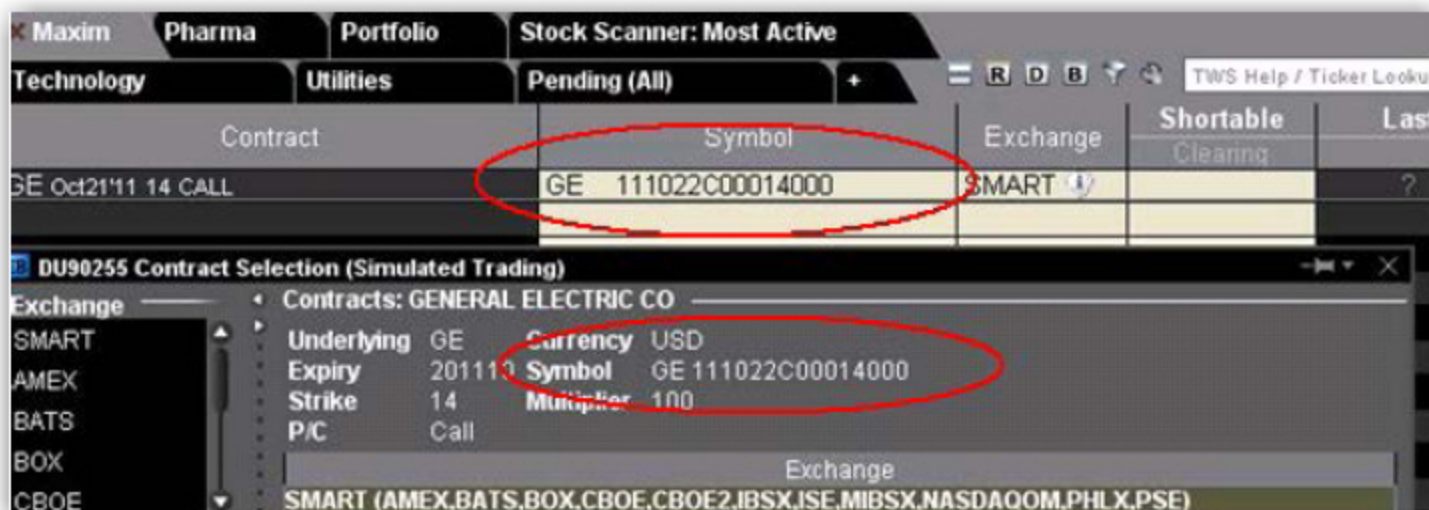 Maxim Pharma Portfolio Stock Scanner: Most Active
Technology Utilities Pending (All) + R D B TWS Help / Ticker Looku
Contract Symbol Exchange Shortable Last
Clearing
GE Oct21'11 14 CALL GE 111022C00014000 SMART i ?
DU90255 Contract Selection (Simulated Trading)
Exchange Contracts: GENERAL ELECTRIC CO
SMART Underlying GE Currency USD
AMEX Expiry 201110 Symbol GE 111022C00014000
Strike 14 Multiplier 100
BATS P/C Call
BOX Exchange
CBOE SMART (AMEX,BATS,BOX,CBOE,CBOE2,IBSX,ISE,MIBSX,NASDAQOM,PHLX,PSE)